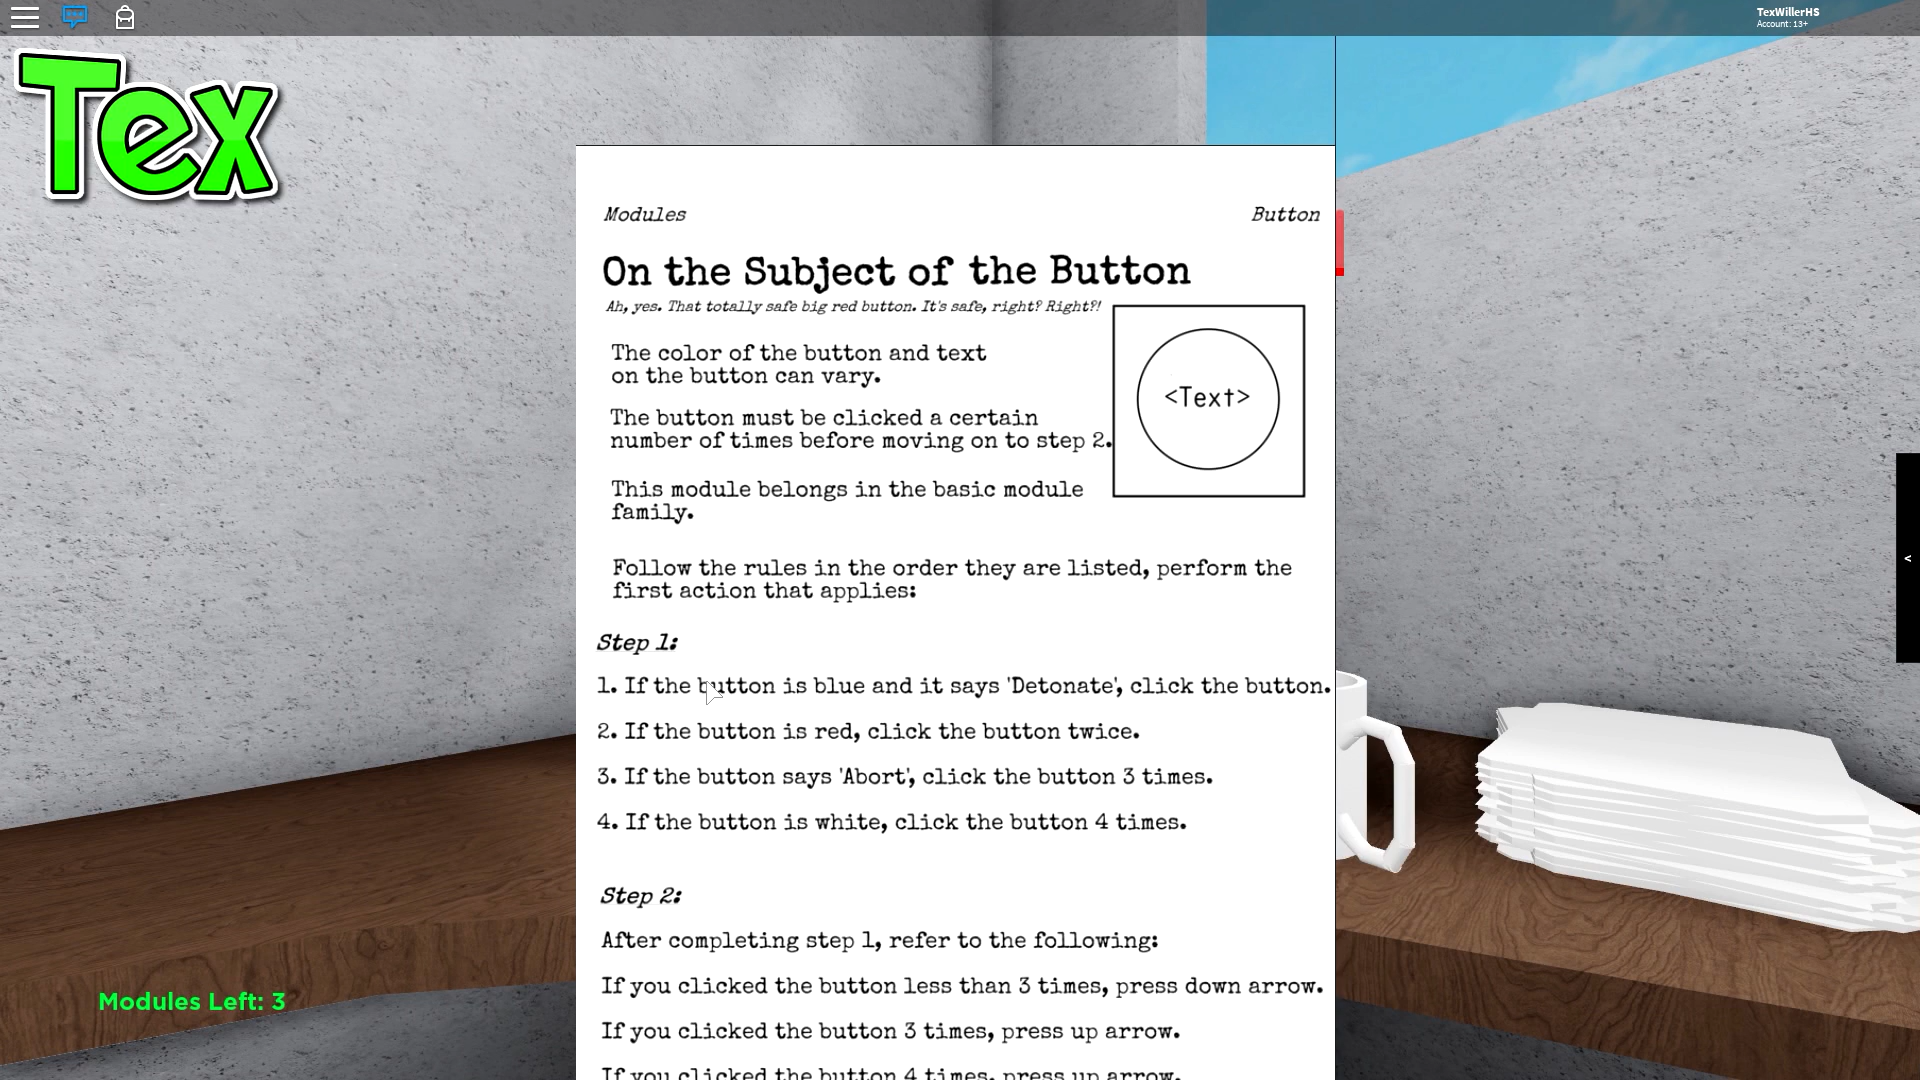 TexWillerHS
Account: 13+
Tex
Modules
Button
On the Subject of the Button
Ah, yes. That totally safe big red button. It's safe, right? Right?!
The color of the button and text
on the button can vary.
<Text>
The button must be clicked a certain
number of times before moving on to step 2.
This module belongs in the basic module
family.
Follow the rules in the order they are listed, perform the
first action that applies:
Step 1:
1. If the button is blue and it says 'Detonate', click the button.
2. If the button is red, click the button twice.
3. If the button says 'Abort', click the button 3 times.
4. If the button is white, click the button 4 times.
Step 2:
After completing step 1, refer to the following:
If you clicked the button less than 3 times, press down arrow.
If you clicked the button 3 times, press up arrow.
If you clicked the button 4 times, press up arrow.
Modules Left: 3
<